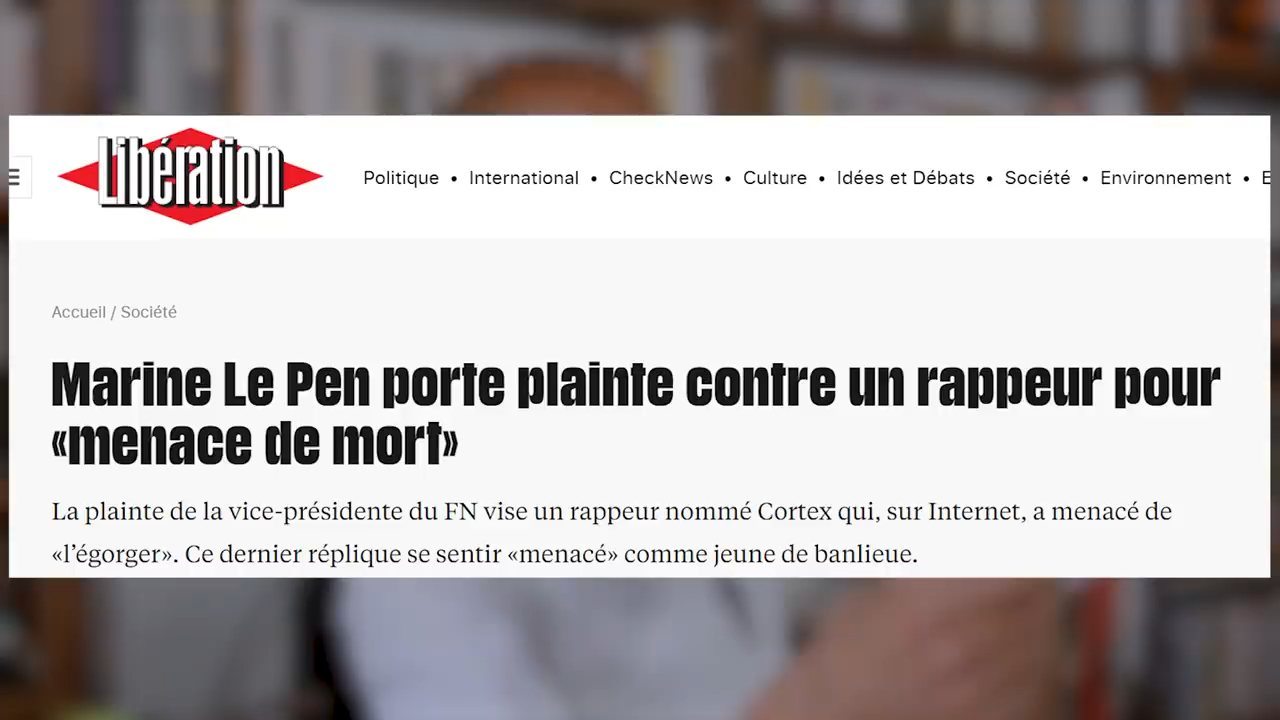 Libération
Politique • International • CheckNews • Culture • Idées et Débats • Société • Environnement •
Accueil / Société
Marine Le Pen porte plainte contre un rappeur pour
«menace de mort»
La plainte de la vice-présidente du FN vise un rappeur nommé Cortex qui, sur Internet, a menacé de
«l’égorger». Ce dernier réplique se sentir «menacé» comme jeune de banlieue.